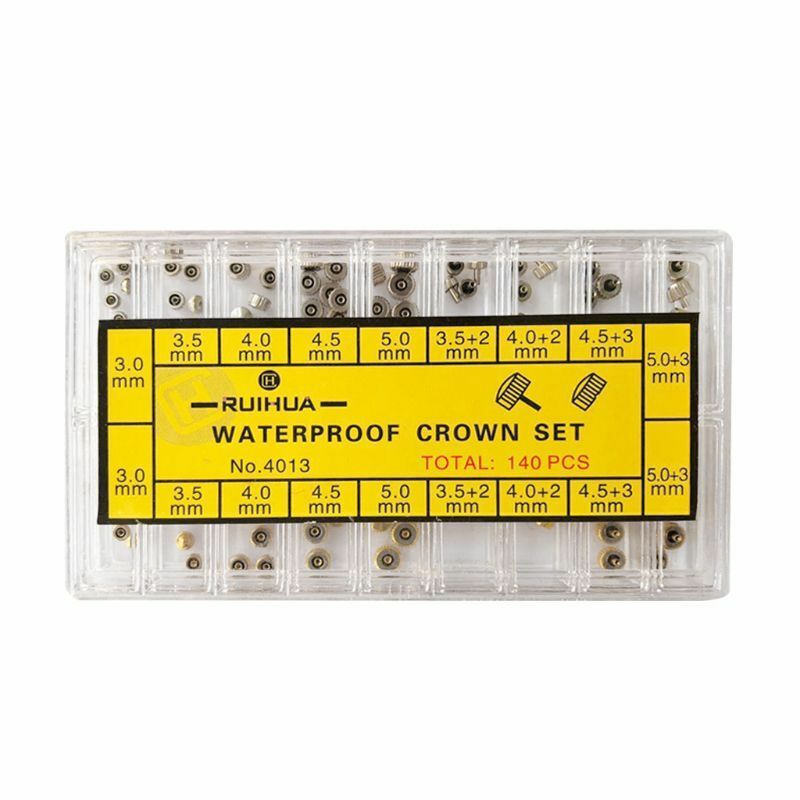 3.0 mm
3.5 mm
4.0 mm
4.5 mm
5.0 mm
3.5+2 mm
4.0+2 mm
4.5+3 mm
5.0+3 mm
H
RUIHUA
WATERPROOF CROWN SET
No.4013 TOTAL: 140 PCS
3.0 mm
3.5 mm
4.0 mm
4.5 mm
5.0 mm
3.5+2 mm
4.0+2 mm
4.5+3 mm
5.0+3 mm